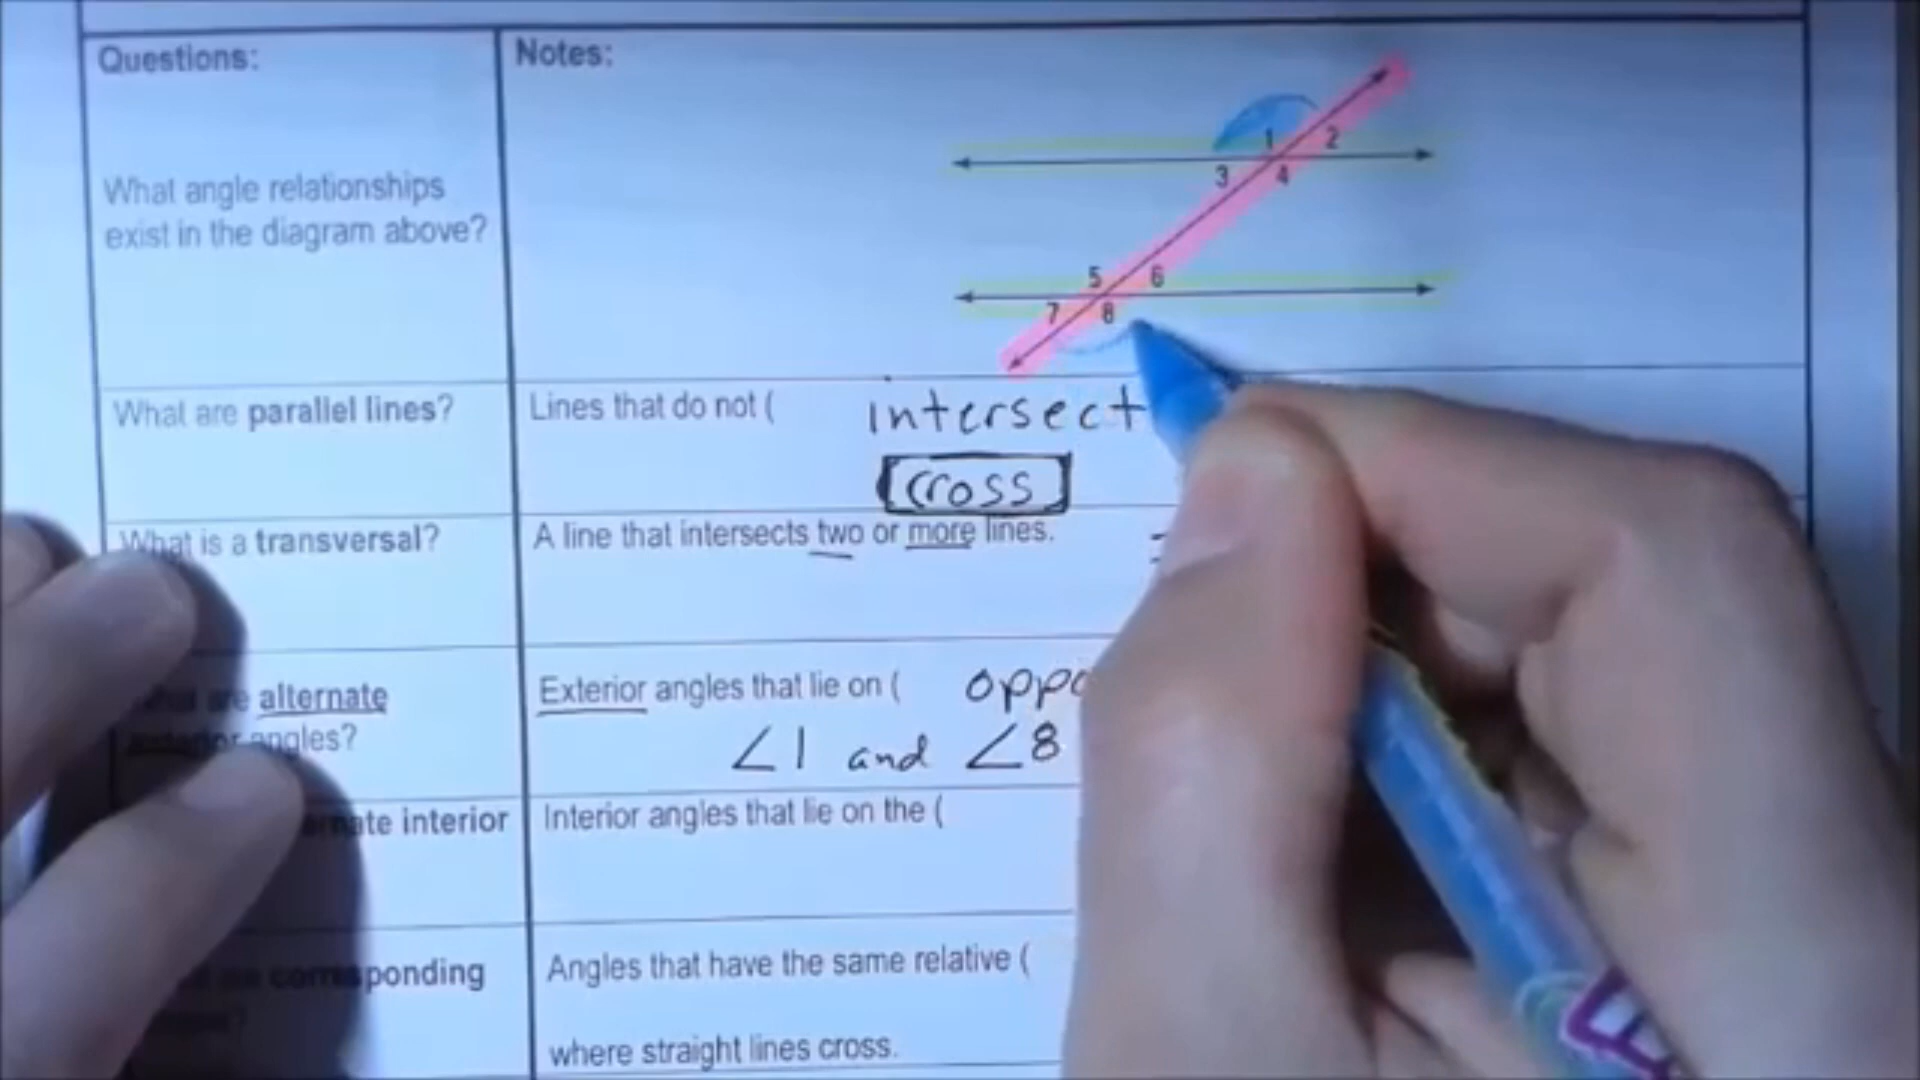 Questions:
Notes:
What angle relationships
exist in the diagram above?
1 2
3 4
5 6
7 8
What are parallel lines?
Lines that do not ( intersect
cross
What is a transversal?
A line that intersects two or more lines.
are alternate
exterior angles?
Exterior angles that lie on (
∠1 and ∠8
interior
Interior angles that lie on the (
corresponding
Angles that have the same relative (
where straight lines cross.